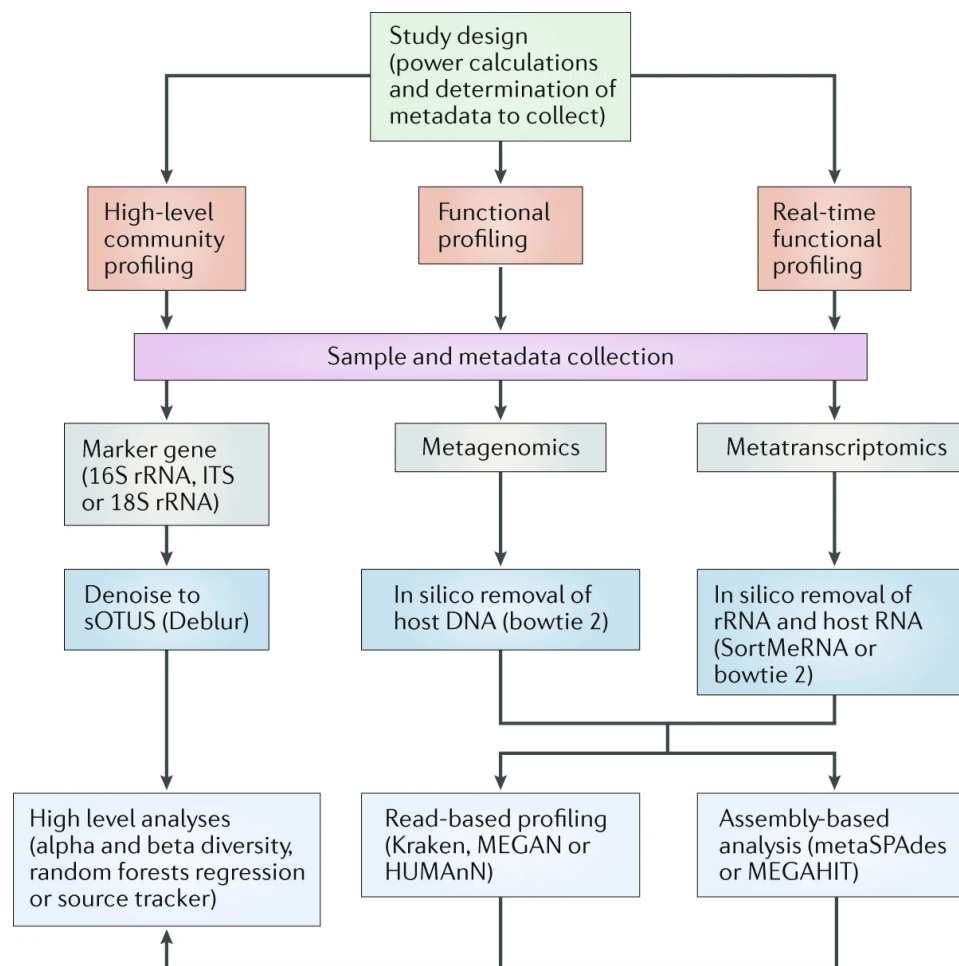 Study design
(power calculations
and determination of
metadata to collect)
High-level
community
profiling
Functional
profiling
Real-time
functional
profiling
Sample and metadata collection
Marker gene
(16S rRNA, ITS
or 18S rRNA)
Metagenomics
Metatranscriptomics
Denoise to
sOTUS (Deblur)
In silico removal of
host DNA (bowtie 2)
In silico removal of
rRNA and host RNA
(SortMeRNA or
bowtie 2)
High level analyses
(alpha and beta diversity,
random forests regression
or source tracker)
Read-based profiling
(Kraken, MEGAN or
HUMAnN)
Assembly-based
analysis (metaSPAdes
or MEGAHIT)